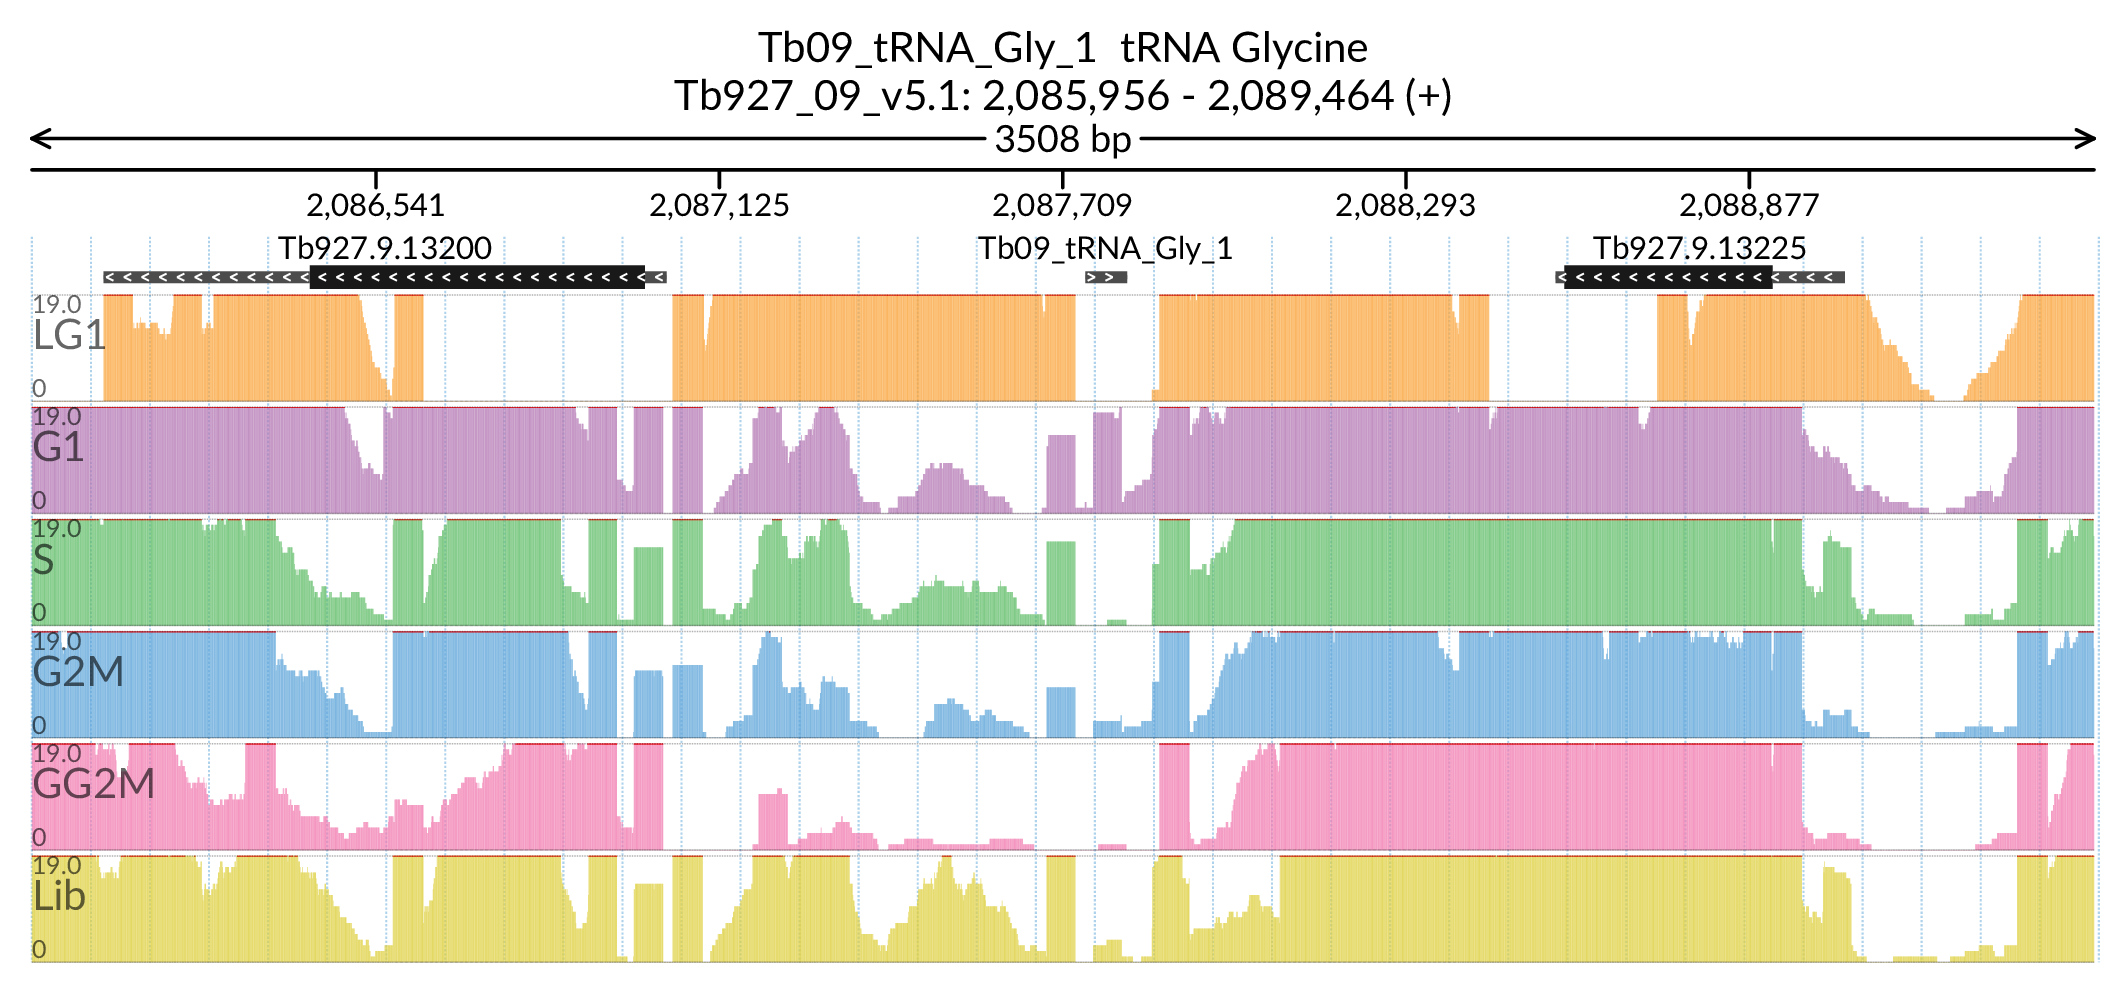 Tb09_tRNA_Gly_1 tRNA Glycine
Tb927_09_v5.1: 2,085,956 - 2,089,464 (+)
3508 bp
2,086,541 2,087,125 2,087,709 2,088,293 2,088,877
Tb927.9.13200 Tb09_tRNA_Gly_1 Tb927.9.13225
19.0
LG1
0
19.0
G1
0
19.0
S
0
19.0
G2M
0
19.0
GG2M
0
19.0
Lib
0